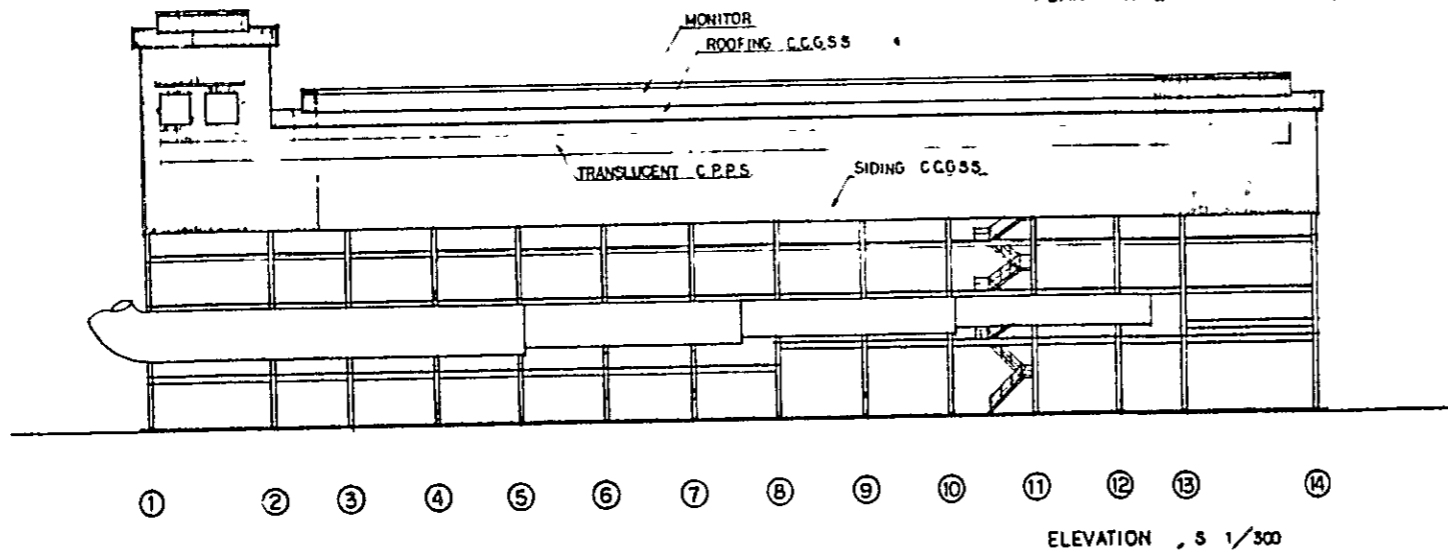 MONITOR
ROOFING C.C.G.S.S
TRANSLUCENT C.P.P.S.
SIDING C.C.G.S.S.
1 2 3 4 5 6 7 8 9 10 11 12 13 14
ELEVATION , S 1/300